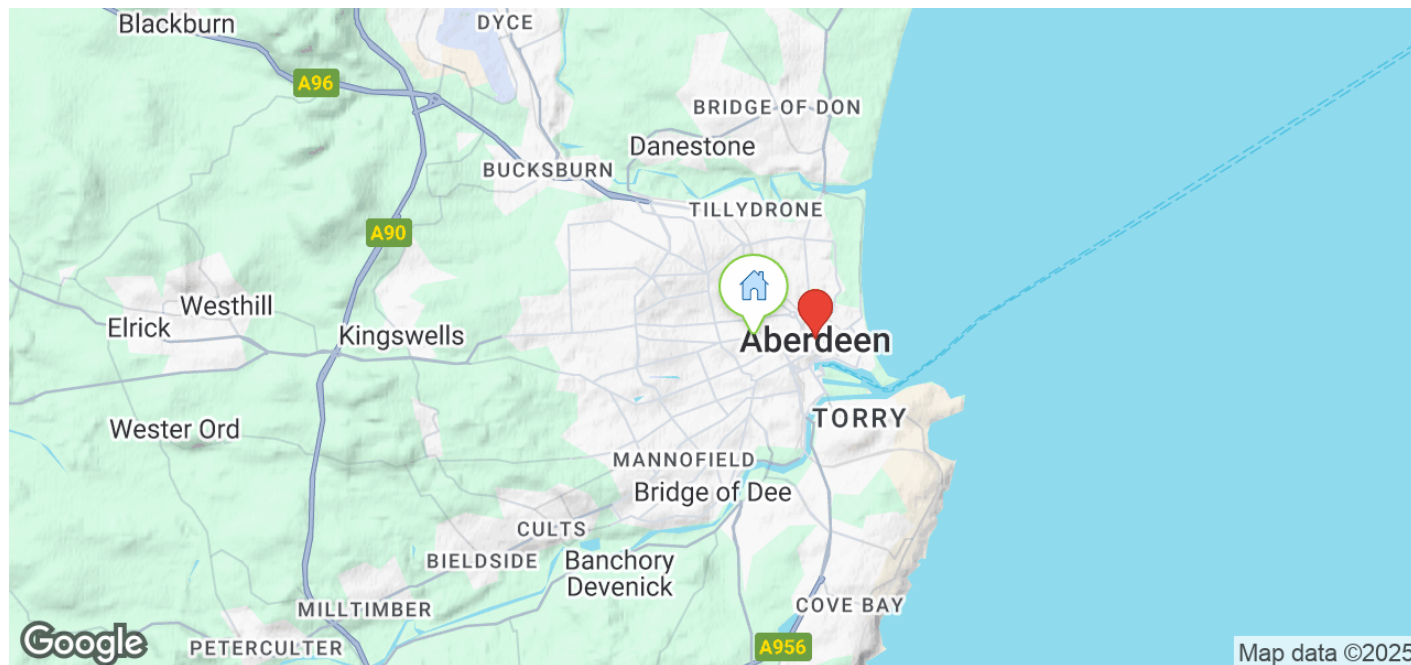 Blackburn
DYCE
A96
BRIDGE OF DON
Danestone
BUCKSBURN
TILLYDRONE
A90
Westhill
Elrick
Kingswells
Aberdeen
TORRY
Wester Ord
MANNOFIELD
Bridge of Dee
CULTS
BIELDSIDE
Banchory
Devenick
MILLTIMBER
COVE BAY
PETERCULTER
A956
Google
Map data ©2025